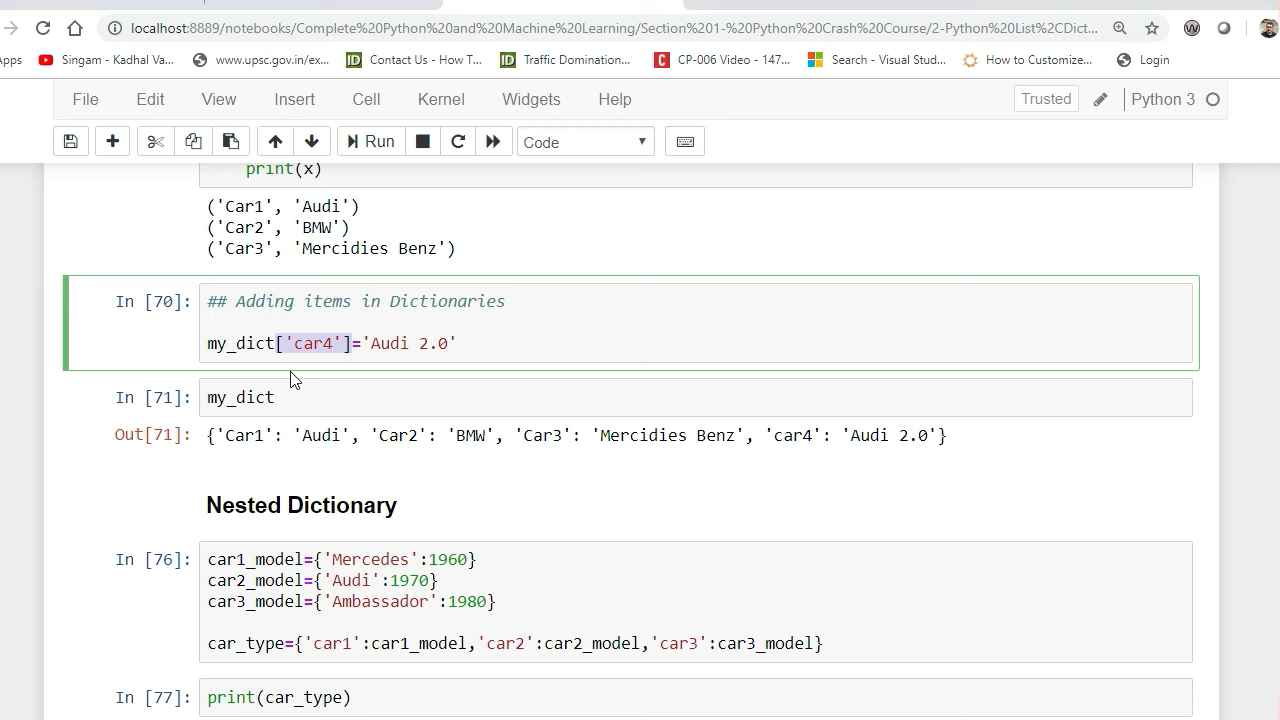 localhost:8889/notebooks/Complete%20Python%20and%20Machine%20Learning/Section%201-%20Python%20Crash%20Course/2-Python%20List%2CDict...
Apps Singam Kadhal Va... www.upsc.gov.in/ex... Contact Us - How T... Traffic Domination... CP-006 Video - 147... Search - Visual Stud... How to Customize... Login
File Edit View Insert Cell Kernel Widgets Help Trusted Python 3
Run Code
print(x)
('Car1', 'Audi')
('Car2', 'BMW')
('Car3', 'Mercidies Benz')
In [70]: ## Adding items in Dictionaries
my_dict['car4']='Audi 2.0'
In [71]: my_dict
Out[71]: {'Car1': 'Audi', 'Car2': 'BMW', 'Car3': 'Mercidies Benz', 'car4': 'Audi 2.0'}
Nested Dictionary
In [76]: car1_model={'Mercedes':1960}
car2_model={'Audi':1970}
car3_model={'Ambassador':1980}
car_type={'car1':car1_model,'car2':car2_model,'car3':car3_model}
In [77]: print(car_type)